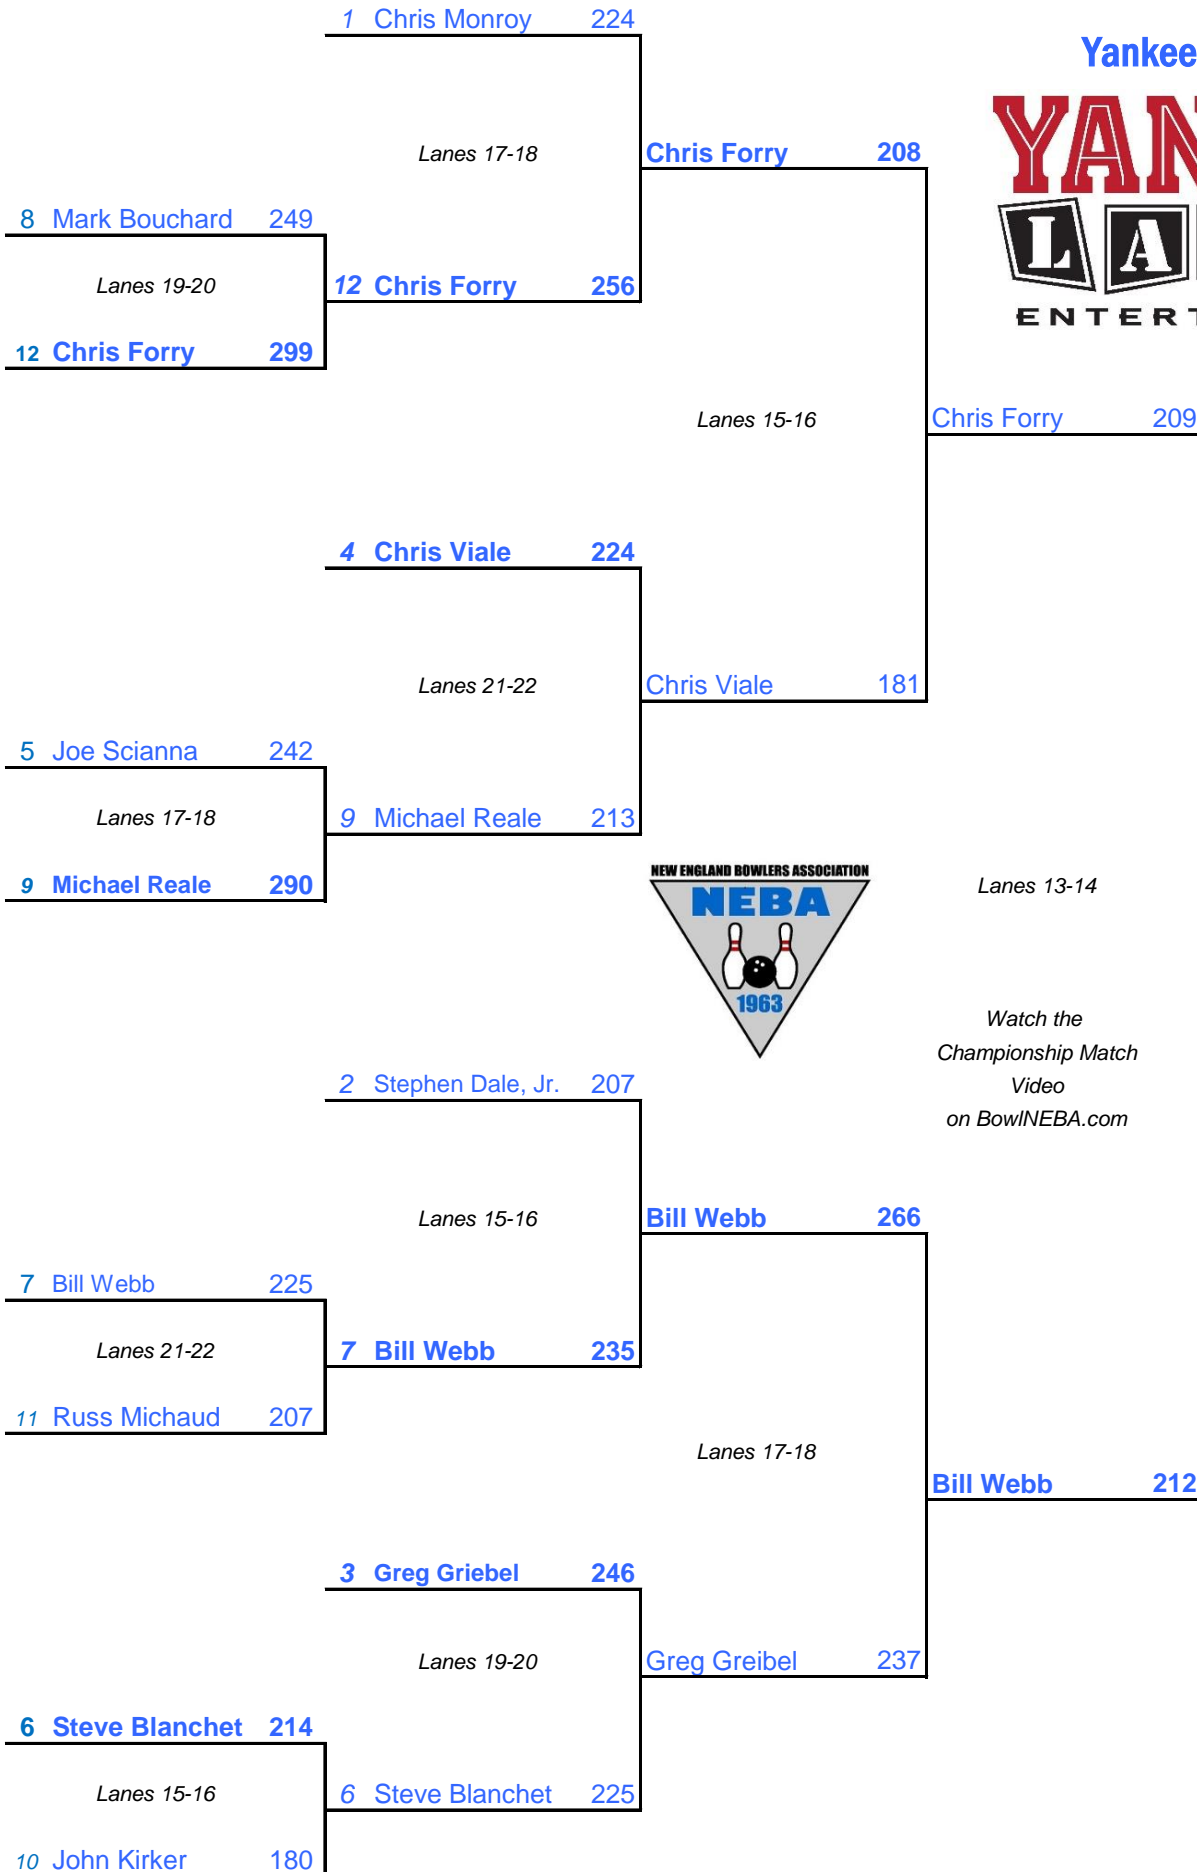 1 Chris Monroy 224
Yankee
YAN
Lanes 17-18
Chris Forry 208
8 Mark Bouchard 249
LA
Lanes 19-20
12 Chris Forry 256
ENTERT
12 Chris Forry 299
Lanes 15-16
Chris Forry 209
4 Chris Viale 224
Lanes 21-22
Chris Viale 181
5 Joe Scianna 242
Lanes 17-18
9 Michael Reale 213
NEW ENGLAND BOWLERS ASSOCIATION
NEBA
1963
9 Michael Reale 290
Lanes 13-14
Watch the
Championship Match
Video
on BowlNEBA.com
2 Stephen Dale, Jr. 207
Lanes 15-16
Bill Webb 266
7 Bill Webb 225
Lanes 21-22
7 Bill Webb 235
11 Russ Michaud 207
Lanes 17-18
Bill Webb 212
3 Greg Griebel 246
Lanes 19-20
Greg Greibel 237
6 Steve Blanchet 214
Lanes 15-16
6 Steve Blanchet 225
10 John Kirker 180